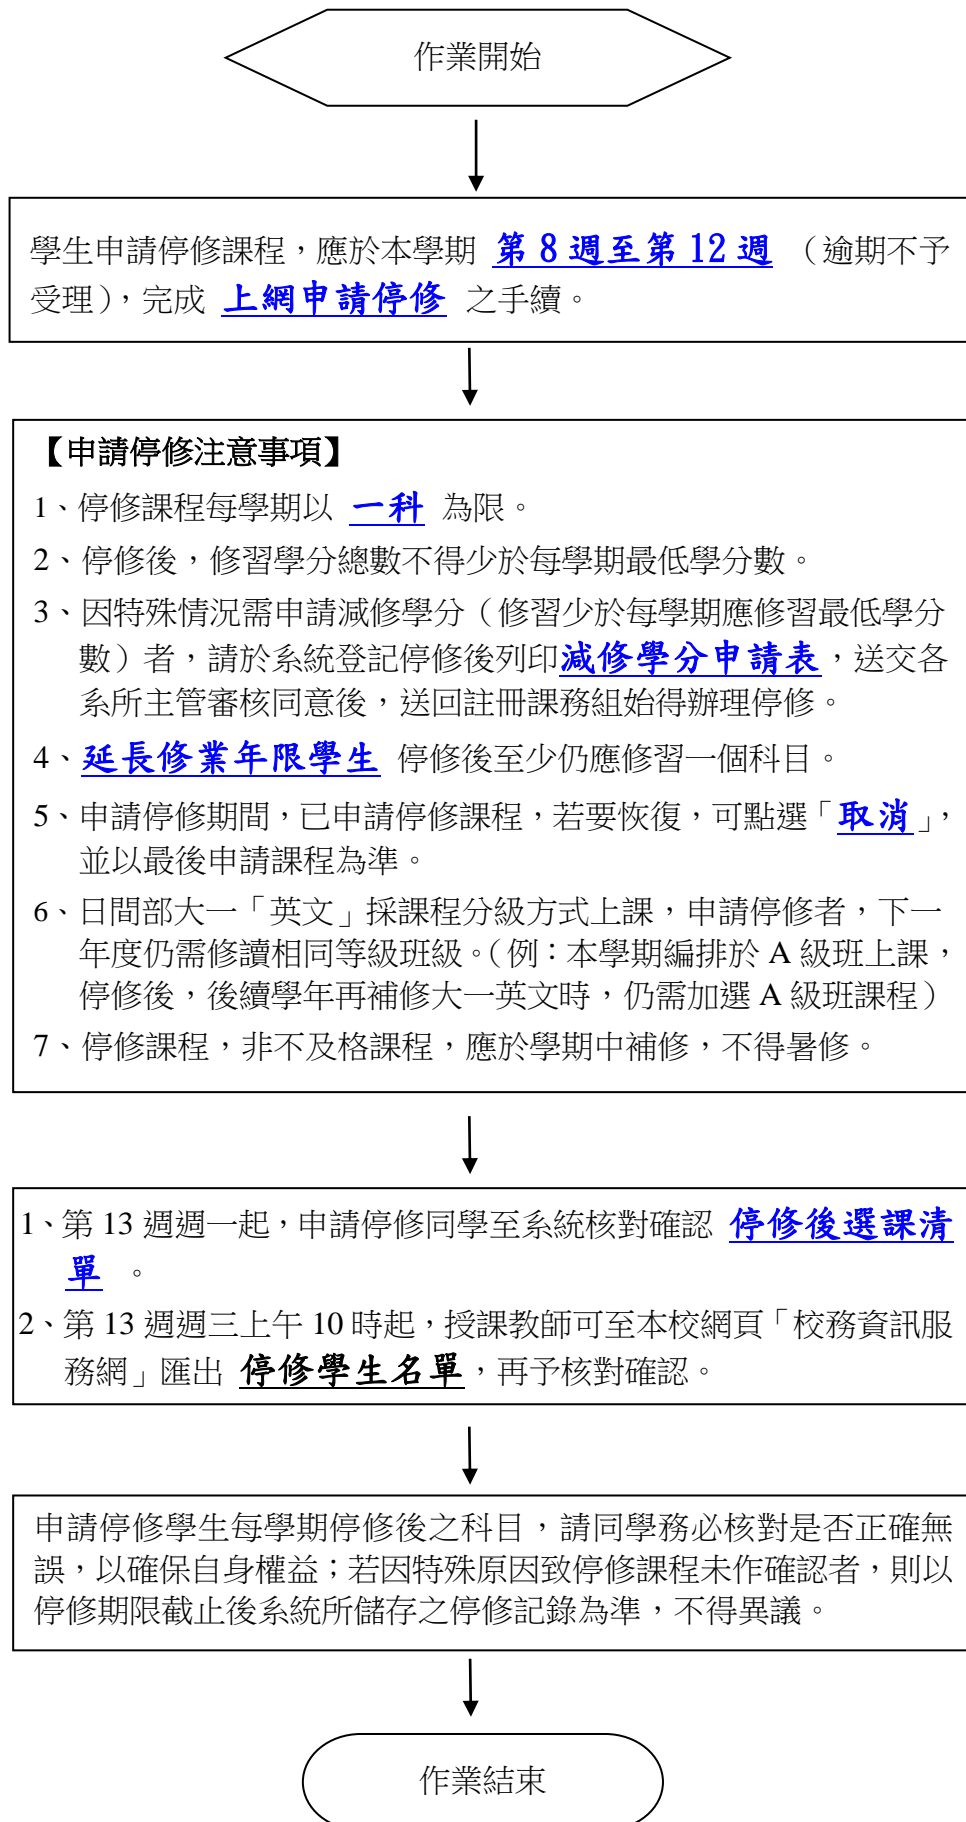 作業開始
學生申請停修課程，應於本學期 第 8 週至第 12 週 （逾期不予
受理），完成 上網申請停修 之手續。
【申請停修注意事項】
1、停修課程每學期以 一科 為限。
2、停修後，修習學分總數不得少於每學期最低學分數。
3、因特殊情況需申請減修學分（修習少於每學期應修習最低學分
數）者，請於系統登記停修後列印減修學分申請表，送交各
系所主管審核同意後，送回註冊課務組始得辦理停修。
4、延長修業年限學生 停修後至少仍應修習一個科目。
5、申請停修期間，已申請停修課程，若要恢復，可點選「取消」，
並以最後申請課程為準。
6、日間部大一「英文」採課程分級方式上課，申請停修者，下一
年度仍需修讀相同等級班級。（例：本學期編排於 A 級班上課，
停修後，後續學年再補修大一英文時，仍需加選 A 級班課程）
7、停修課程，非不及格課程，應於學期中補修，不得暑修。
1、第 13 週週一起，申請停修同學至系統核對確認 停修後選課清
單 。
2、第 13 週週三上午 10 時起，授課教師可至本校網頁「校務資訊服
務網」匯出 停修學生名單，再予核對確認。
申請停修學生每學期停修後之科目，請同學務必核對是否正確無
誤，以確保自身權益；若因特殊原因致停修課程未作確認者，則以
停修期限截止後系統所儲存之停修記錄為準，不得異議。
作業結束